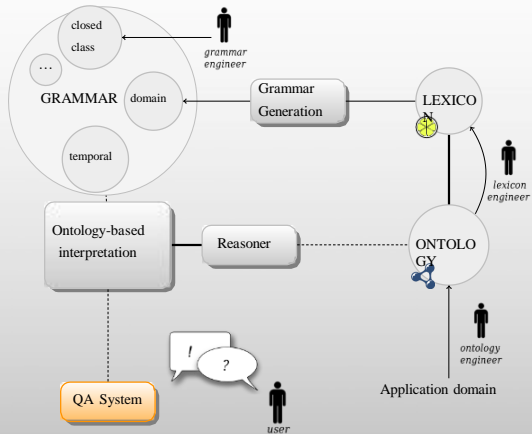 closed
class
grammar
engineer
...
GRAMMAR
domain
Grammar
Generation
LEXICO
N
temporal
lexicon
engineer
Ontology-based
interpretation
Reasoner
ONTOLO
GY
!
?
ontology
engineer
QA System
Application domain
user